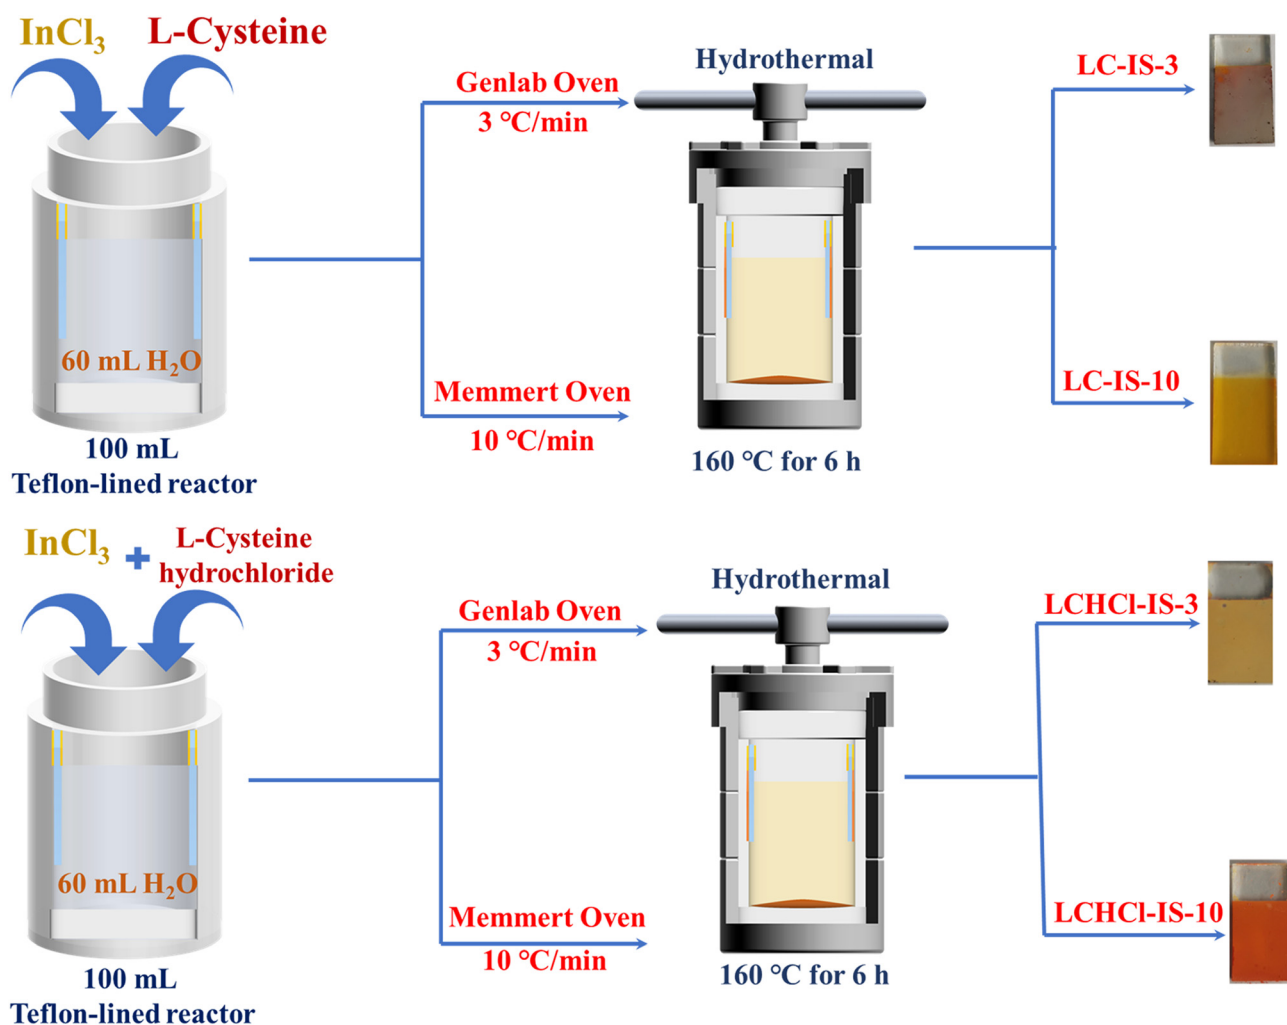 InCl₃
L-Cysteine
60 mL H₂O
100 mL
Teflon-lined reactor
Genlab Oven
3 °C/min
Memmert Oven
10 °C/min
Hydrothermal
160 °C for 6 h
LC-IS-3
LC-IS-10
InCl₃ + L-Cysteine
hydrochloride
60 mL H₂O
100 mL
Teflon-lined reactor
Genlab Oven
3 °C/min
Memmert Oven
10 °C/min
Hydrothermal
160 °C for 6 h
LCHCl-IS-3
LCHCl-IS-10